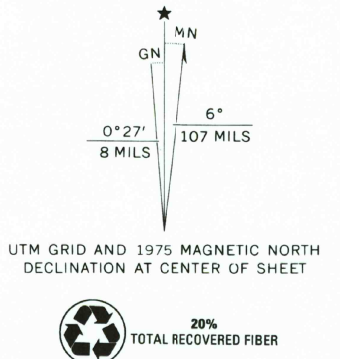 ★
MN
GN
0°27′
8 MILS
6°
107 MILS
UTM GRID AND 1975 MAGNETIC NORTH
DECLINATION AT CENTER OF SHEET
20%
TOTAL RECOVERED FIBER